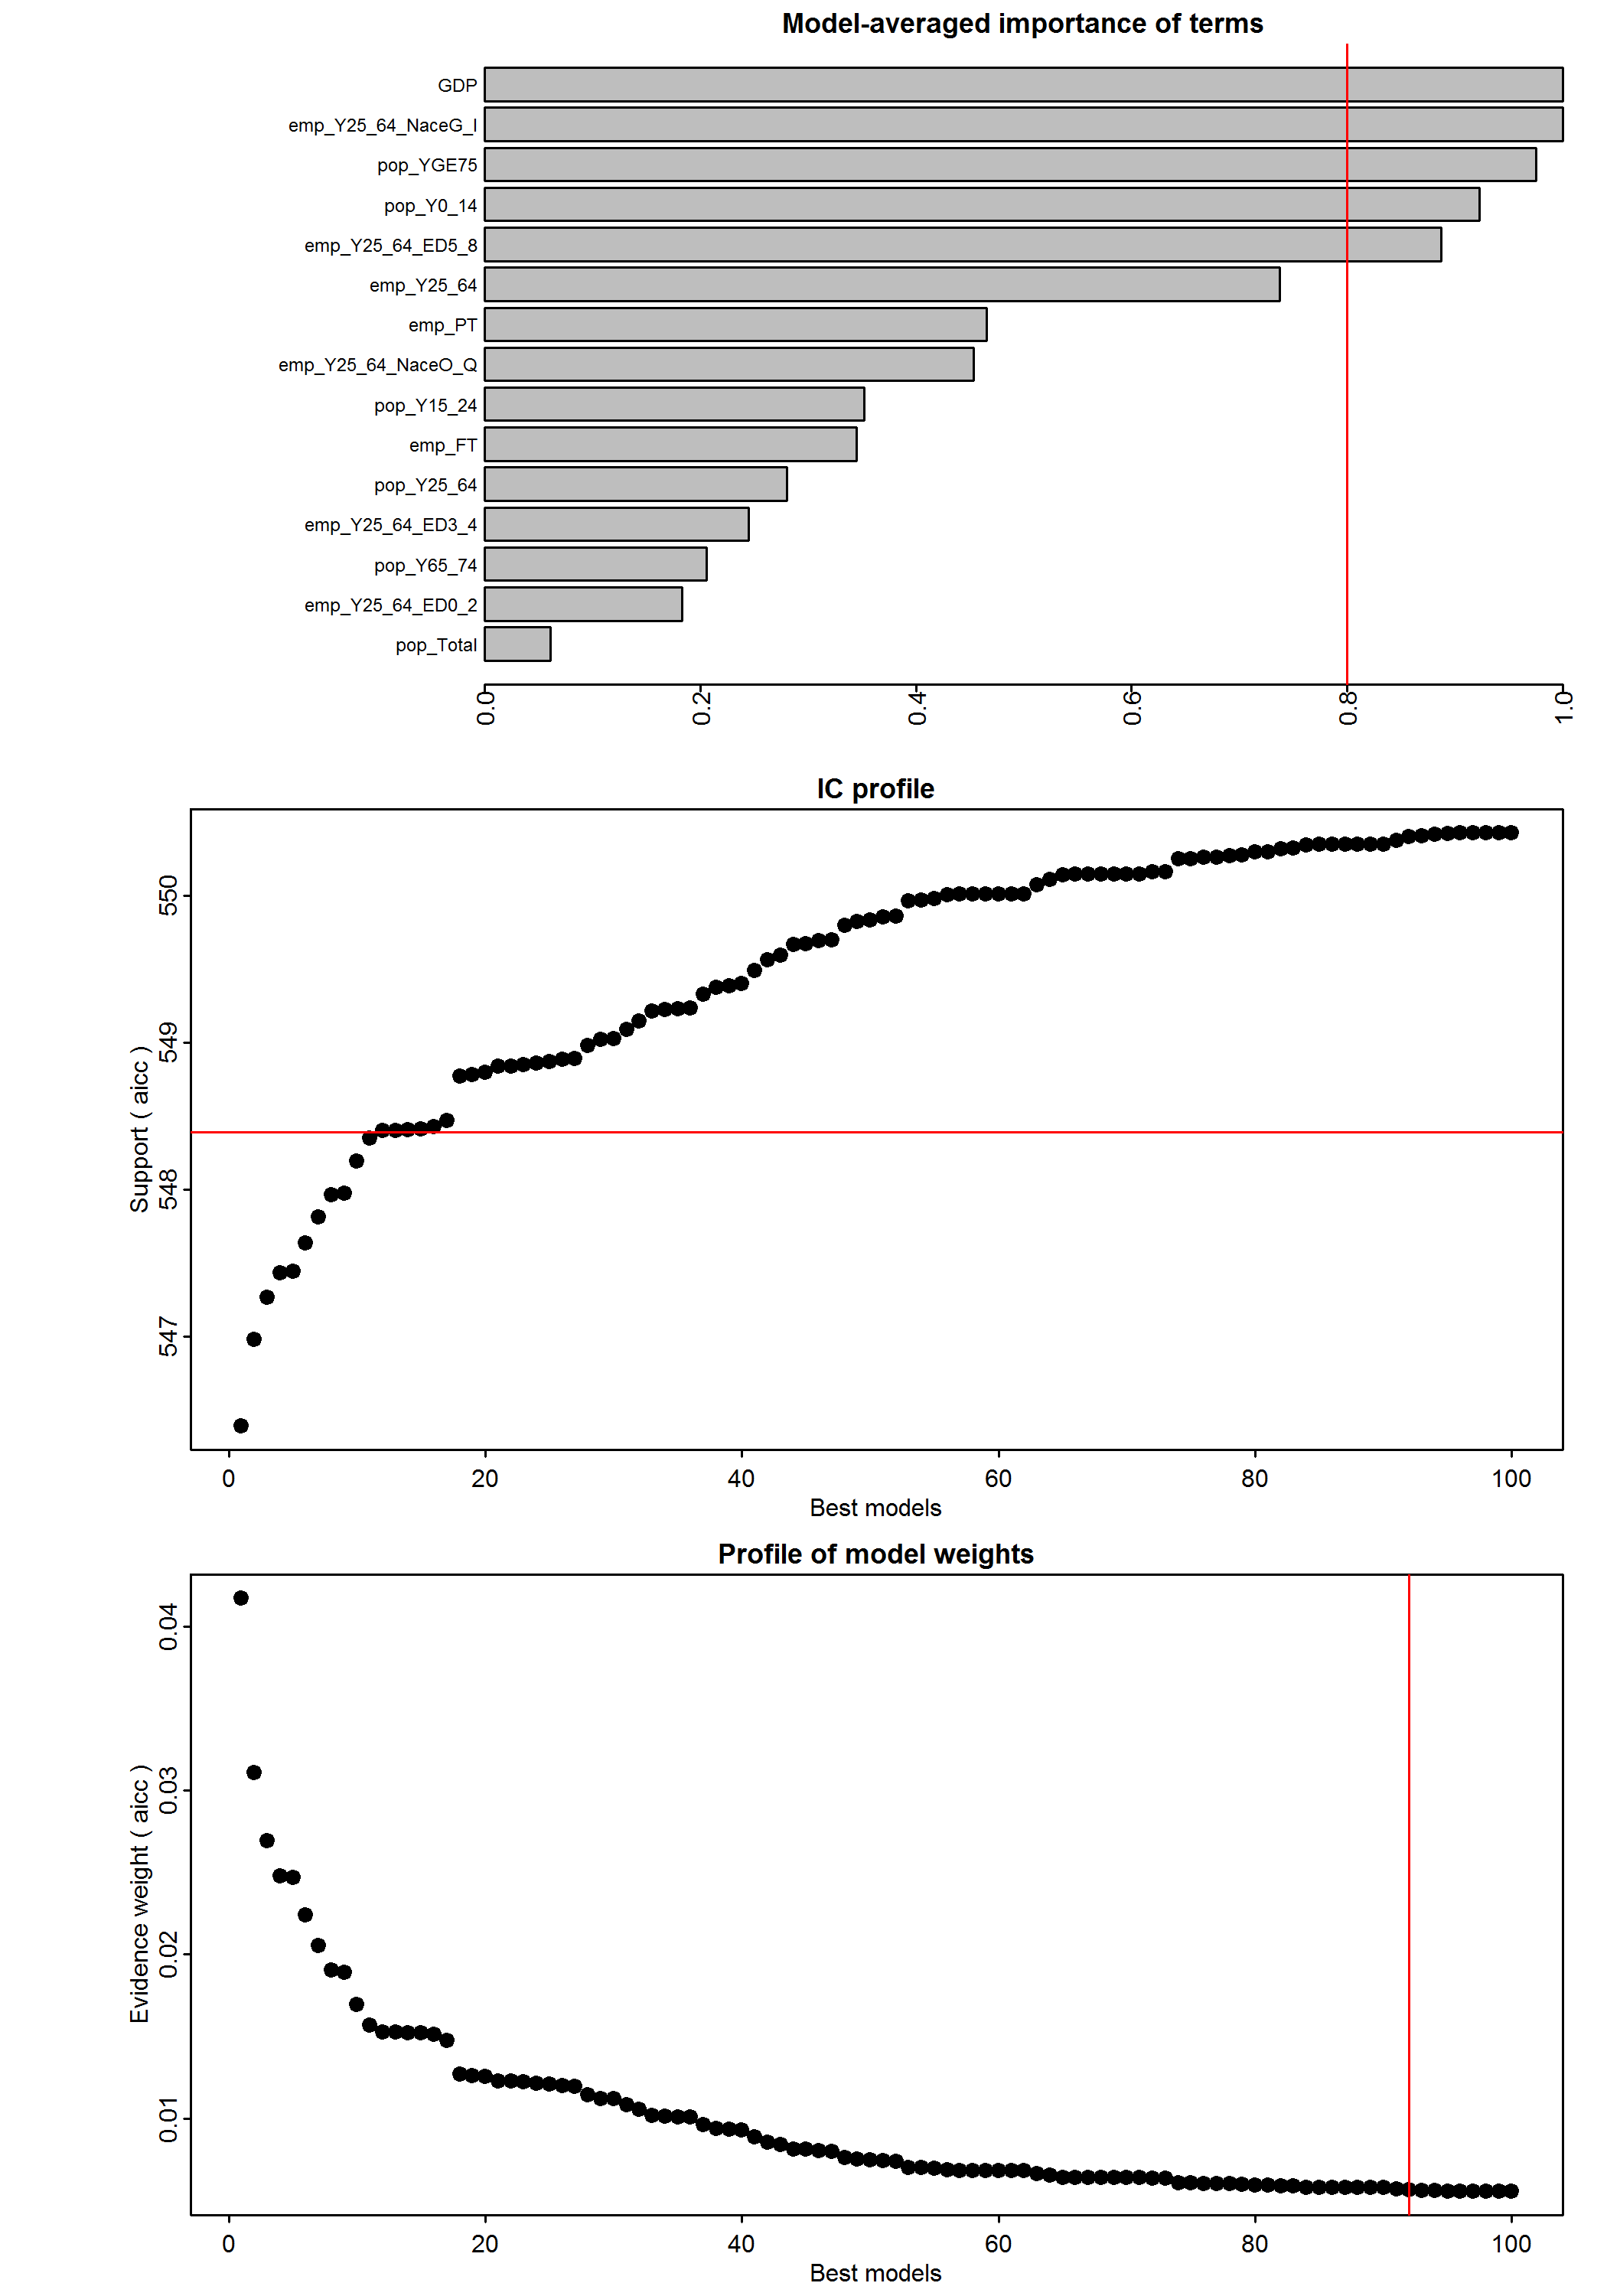 Model-averaged importance of terms
GDP
emp_Y25_64_NaceG_I
pop_YGE75
pop_Y0_14
emp_Y25_64_ED5_8
emp_Y25_64
emp_PT
emp_Y25_64_NaceO_Q
pop_Y15_24
emp_FT
pop_Y25_64
emp_Y25_64_ED3_4
pop_Y65_74
emp_Y25_64_ED0_2
pop_Total
0.0 0.2 0.4 0.6 0.8 1.0
IC profile
Support ( aicc )
550
549
548
547
0 20 40 60 80 100
Best models
Profile of model weights
Evidence weight ( aicc )
0.04
0.03
0.02
0.01
0 20 40 60 80 100
Best models